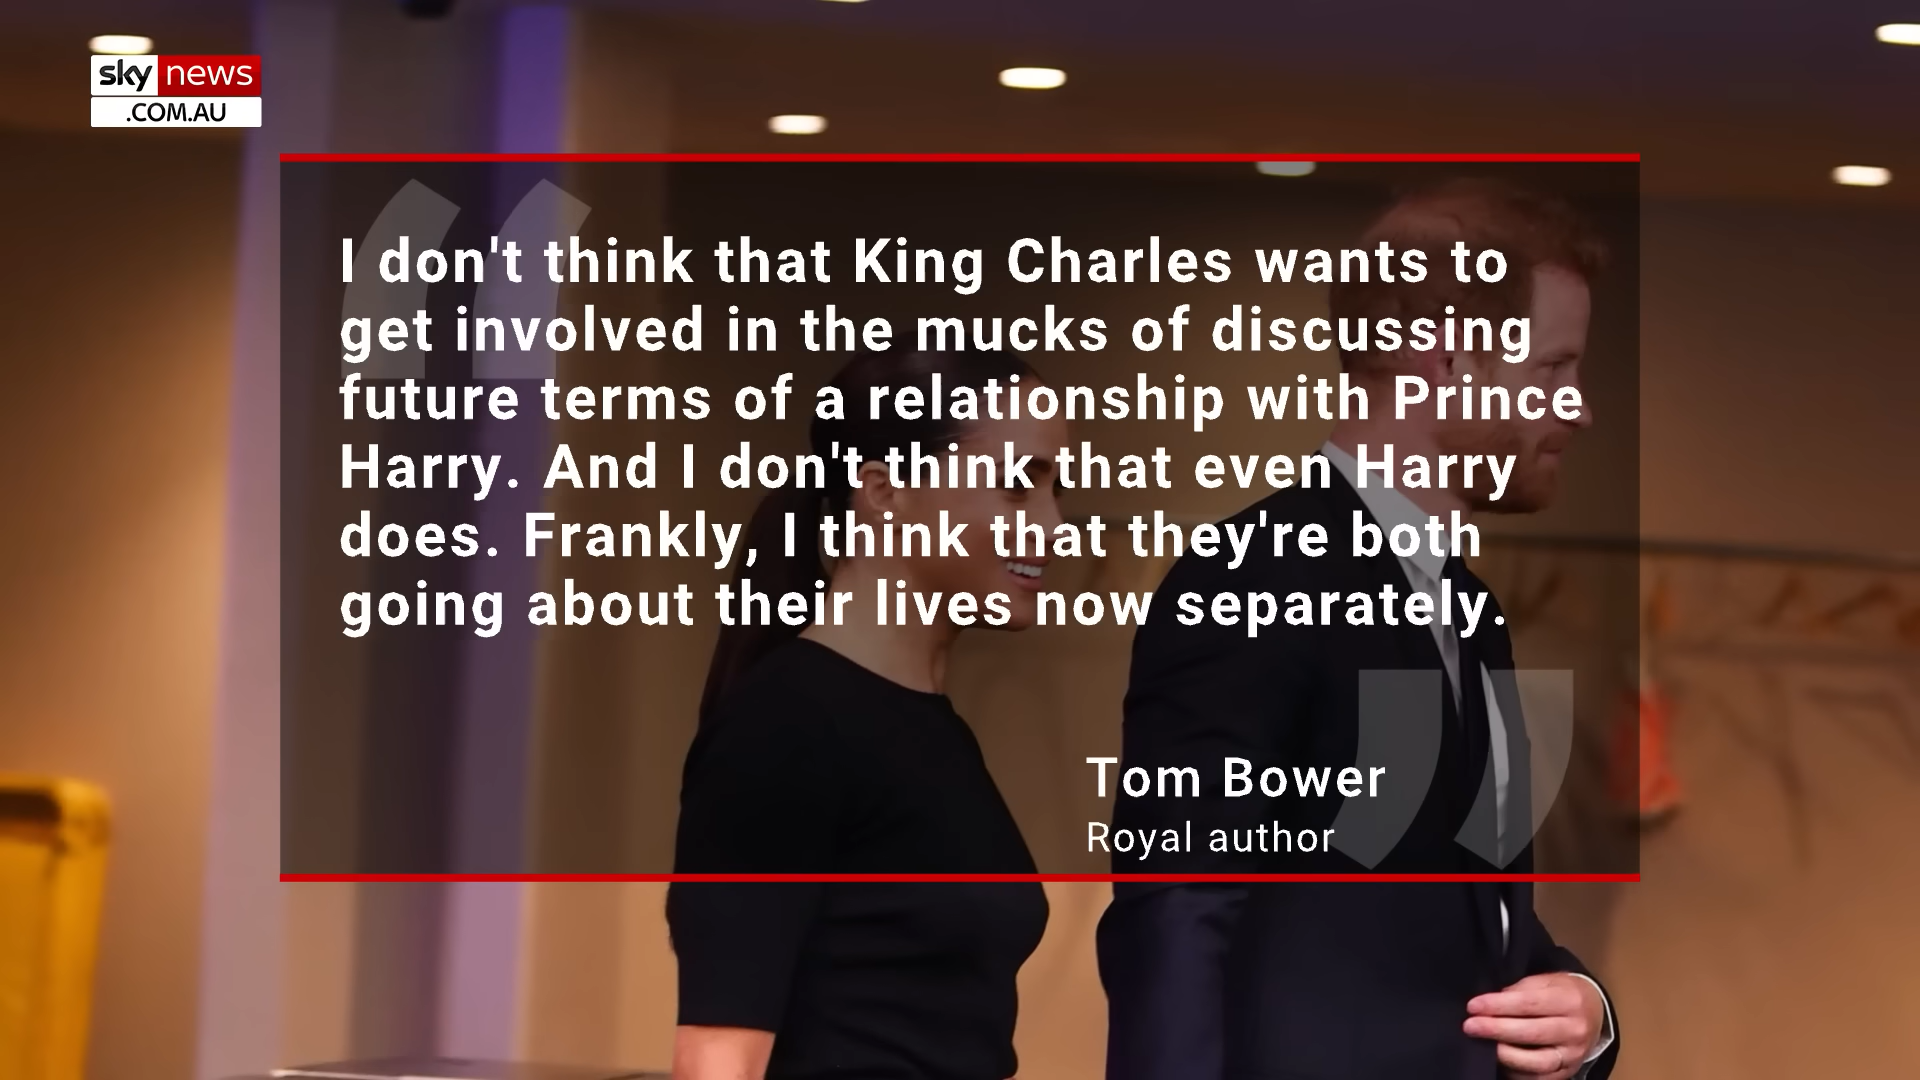 sky news
.COM.AU
I don't think that King Charles wants to
get involved in the mucks of discussing
future terms of a relationship with Prince
Harry. And I don't think that even Harry
does. Frankly, I think that they're both
going about their lives now separately.
Tom Bower
Royal author